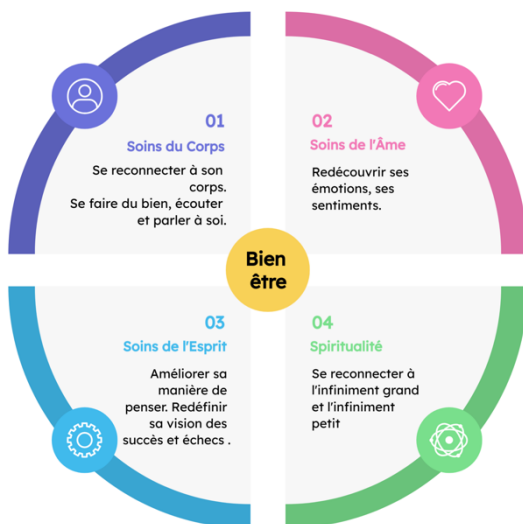 01
Soins du Corps
Se reconnecter à son
corps.
Se faire du bien, écouter
et parler à soi.
02
Soins de l'Âme
Redécouvrir ses
émotions, ses
sentiments.
Bien
être
03
Soins de l'Esprit
Améliorer sa
manière de
penser. Redéfinir
sa vision des
succès et échecs .
04
Spiritualité
Se reconnecter à
l'infiniment grand
et l'infiniment
petit